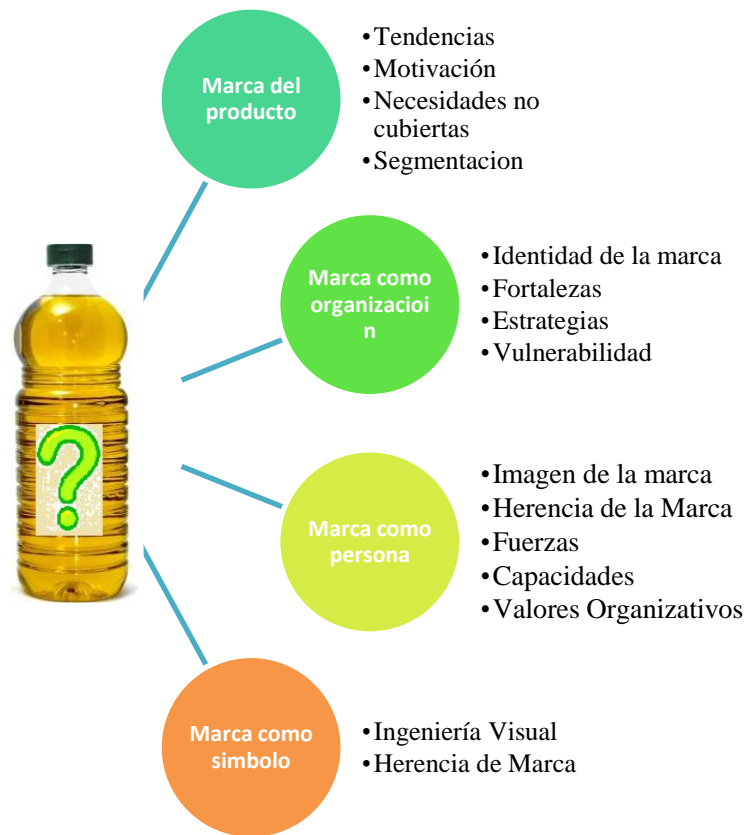 Marca del
producto
•Tendencias
•Motivación
•Necesidades no
cubiertas
•Segmentacion
Marca como
organizacioi
n
•Identidad de la marca
•Fortalezas
•Estrategias
•Vulnerabilidad
?
Marca como
persona
•Imagen de la marca
•Herencia de la Marca
•Fuerzas
•Capacidades
•Valores Organizativos
Marca como
simbolo
•Ingeniería Visual
•Herencia de Marca